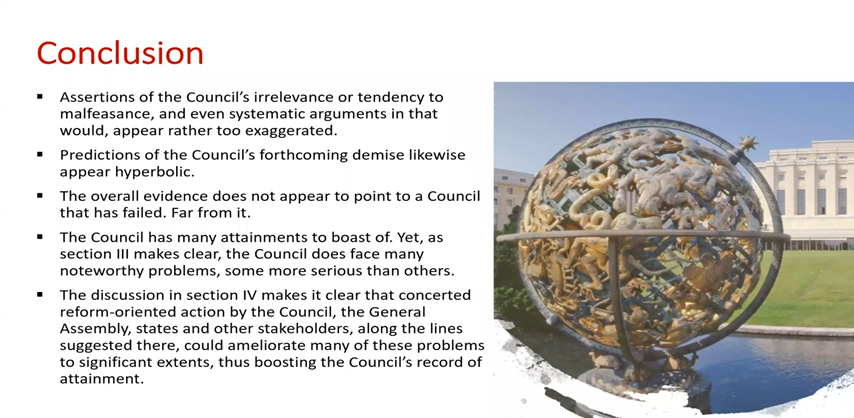 Conclusion
▪ Assertions of the Council's irrelevance or tendency to
malfeasance, and even systematic arguments in that
would, appear rather too exaggerated.
▪ Predictions of the Council's forthcoming demise likewise
appear hyperbolic.
▪ The overall evidence does not appear to point to a Council
that has failed. Far from it.
▪ The Council has many attainments to boast of. Yet, as
section III makes clear, the Council does face many
noteworthy problems, some more serious than others.
▪ The discussion in section IV makes it clear that concerted
reform-oriented action by the Council, the General
Assembly, states and other stakeholders, along the lines
suggested there, could ameliorate many of these problems
to significant extents, thus boosting the Council's record of
attainment.